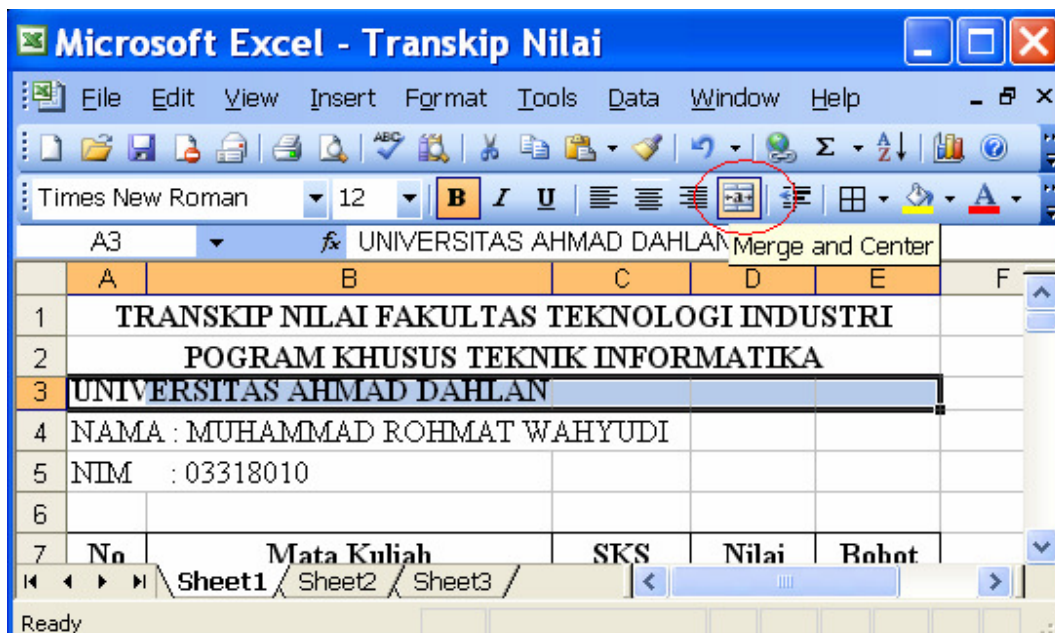 Microsoft Excel - Transkip Nilai
File Edit View Insert Format Tools Data Window Help
ABC Σ A Z
Times New Roman 12 B I U a A
A3 fx UNIVERSITAS AHMAD DAHLAN
Merge and Center
A B C D E F
1 TRANSKIP NILAI FAKULTAS TEKNOLOGI INDUSTRI
2 POGRAM KHUSUS TEKNIK INFORMATIKA
3 UNIVERSITAS AHMAD DAHLAN
4 NAMA : MUHAMMAD ROHMAT WAHYUDI
5 NIM : 03318010
6
7 No Mata Kuliah SKS Nilai Bobot
Sheet1 Sheet2 Sheet3
Ready